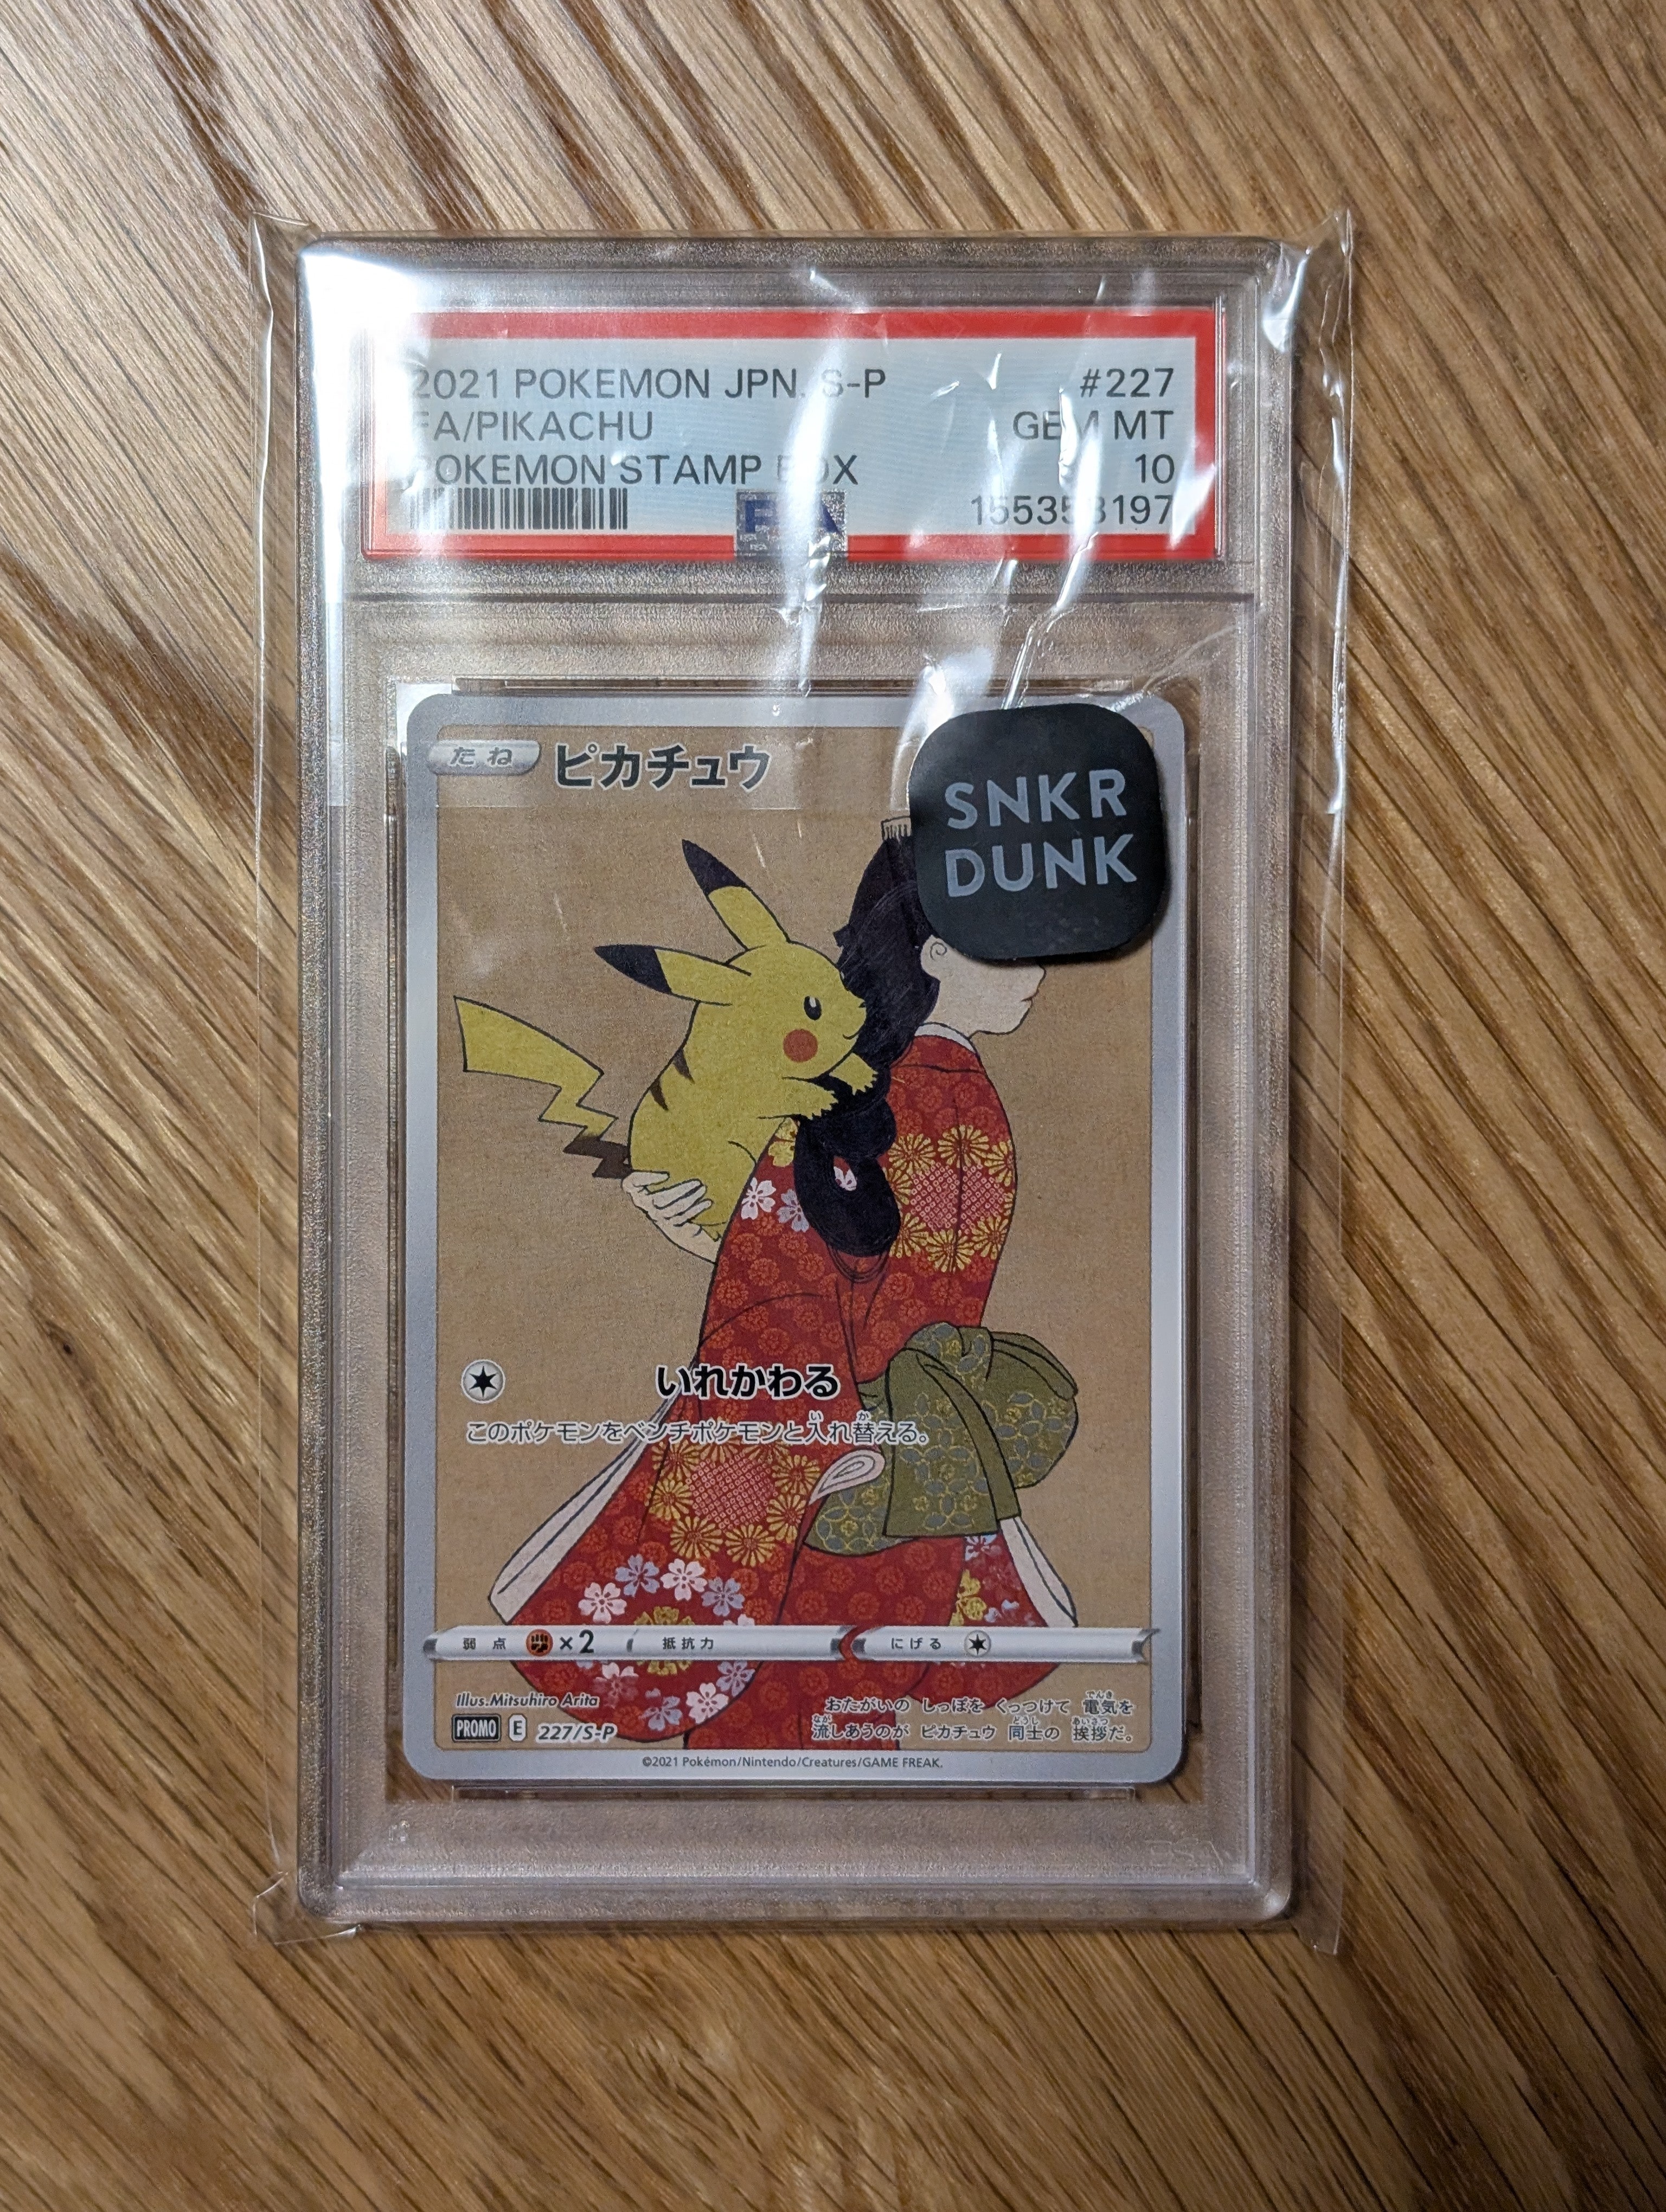 2021 POKEMON JPN. S-P #227
FA/PIKACHU GEM MT
POKEMON STAMP BOX 10
PSA
たね ピカチュウ
SNKR
DUNK
いれかわる
このポケモンをベンチポケモンと入れ替える。
弱点 ×2 抵抗力 にげる
Illus.Mitsuhiro Arita
おたがいの しっぽを くっつけて 電気を
流しあうのが ピカチュウ 同士の 挨拶だ。
PROMO E 227/S-P
©2021 Pokémon/Nintendo/Creatures/GAME FREAK.